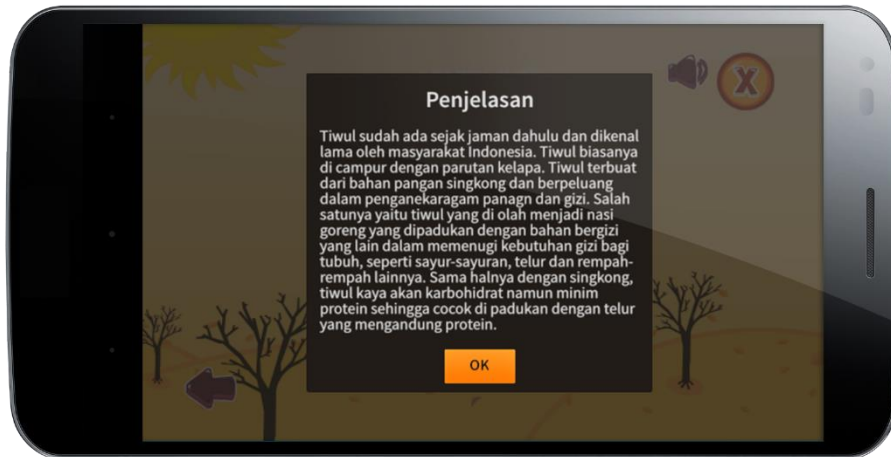 Penjelasan
Tiwul sudah ada sejak jaman dahulu dan dikenal
lama oleh masyarakat Indonesia. Tiwul biasanya
di campur dengan parutan kelapa. Tiwul terbuat
dari bahan pangan singkong dan berpeluang
dalam penganekaragam panagn dan gizi. Salah
satunya yaitu tiwul yang di olah menjadi nasi
goreng yang dipadukan dengan bahan bergizi
yang lain dalam memenugi kebutuhan gizi bagi
tubuh, seperti sayur-sayuran, telur dan rempah-
rempah lainnya. Sama halnya dengan singkong,
tiwul kaya akan karbohidrat namun minim
protein sehingga cocok di padukan dengan telur
yang mengandung protein.
OK
X